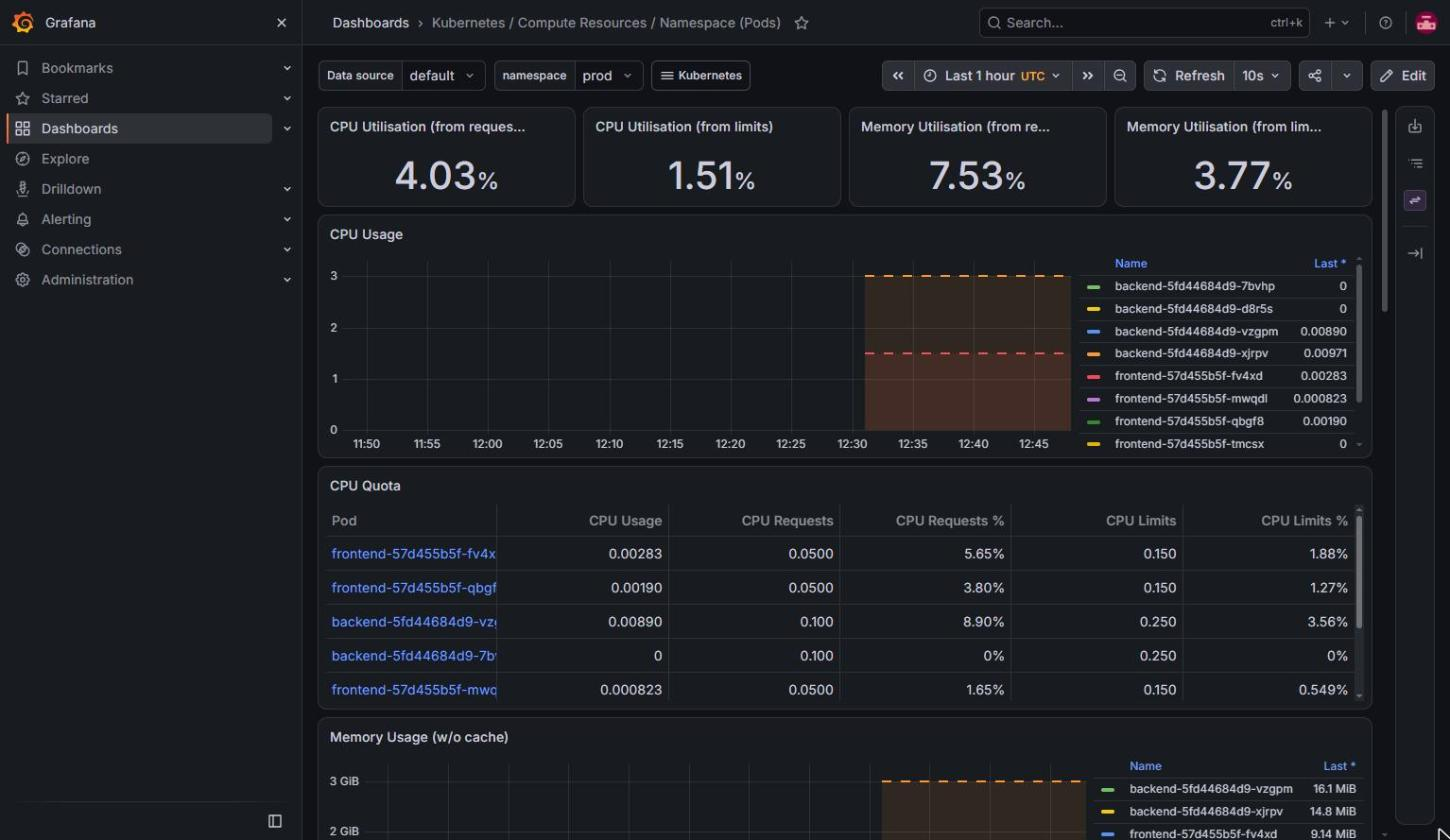 Grafana
Dashboards › Kubernetes / Compute Resources / Namespace (Pods)
Search... ctrl+k
Bookmarks
Starred
Dashboards
Explore
Drilldown
Alerting
Connections
Administration
Data source default namespace prod Kubernetes
Last 1 hour UTC Refresh 10s Edit
CPU Utilisation (from reques...
4.03%
CPU Utilisation (from limits)
1.51%
Memory Utilisation (from re...
7.53%
Memory Utilisation (from lim...
3.77%
CPU Usage
3
2
1
0
11:50 11:55 12:00 12:05 12:10 12:15 12:20 12:25 12:30 12:35 12:40 12:45
Name Last *
backend-5fd44684d9-7bvhp 0
backend-5fd44684d9-d8r5s 0
backend-5fd44684d9-vzgpm 0.00890
backend-5fd44684d9-xjrpv 0.00971
frontend-57d455b5f-fv4xd 0.00283
frontend-57d455b5f-mwqdl 0.000823
frontend-57d455b5f-qbgf8 0.00190
frontend-57d455b5f-tmcsx 0
CPU Quota
Pod CPU Usage CPU Requests CPU Requests % CPU Limits CPU Limits %
frontend-57d455b5f-fv4x 0.00283 0.0500 5.65% 0.150 1.88%
frontend-57d455b5f-qbgf 0.00190 0.0500 3.80% 0.150 1.27%
backend-5fd44684d9-vzg 0.00890 0.100 8.90% 0.250 3.56%
backend-5fd44684d9-7bv 0 0.100 0% 0.250 0%
frontend-57d455b5f-mwq 0.000823 0.0500 1.65% 0.150 0.549%
Memory Usage (w/o cache)
3 GiB
2 GiB
Name Last *
backend-5fd44684d9-vzgpm 16.1 MiB
backend-5fd44684d9-xjrpv 14.8 MiB
frontend-57d455b5f-fv4xd 9.14 MiB